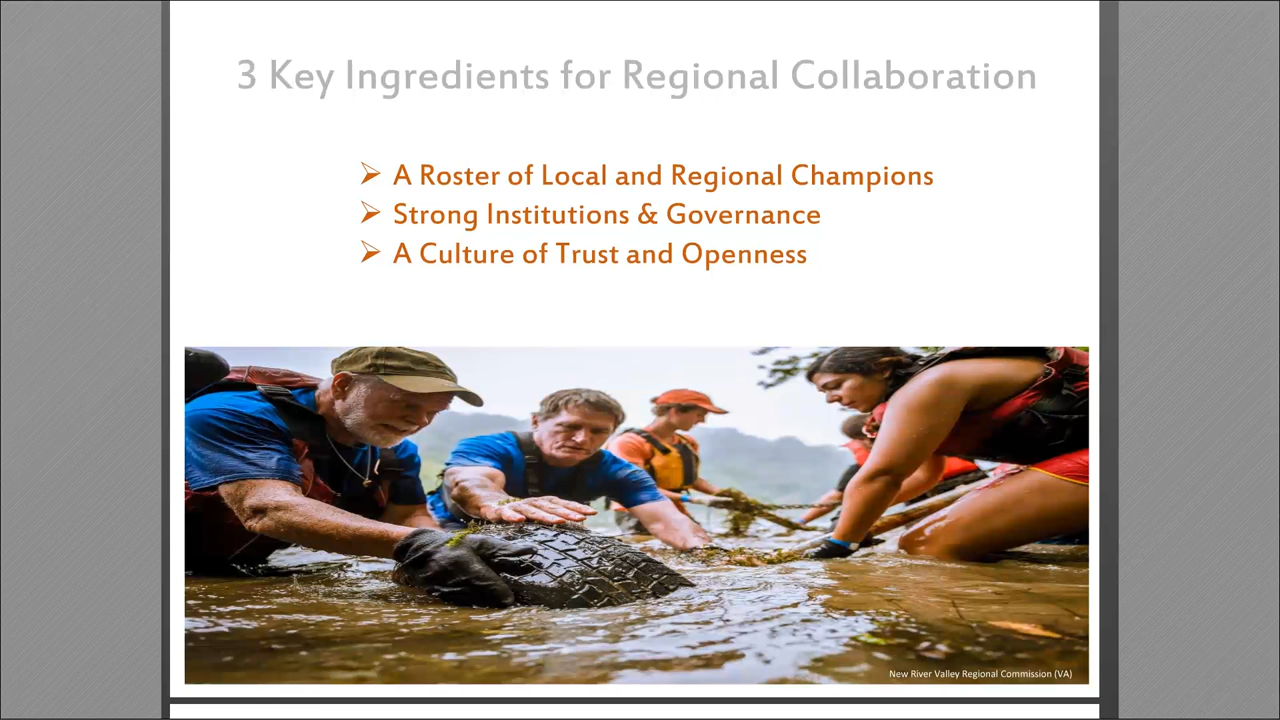 3 Key Ingredients for Regional Collaboration
➢ A Roster of Local and Regional Champions
➢ Strong Institutions & Governance
➢ A Culture of Trust and Openness
New River Valley Regional Commission (VA)